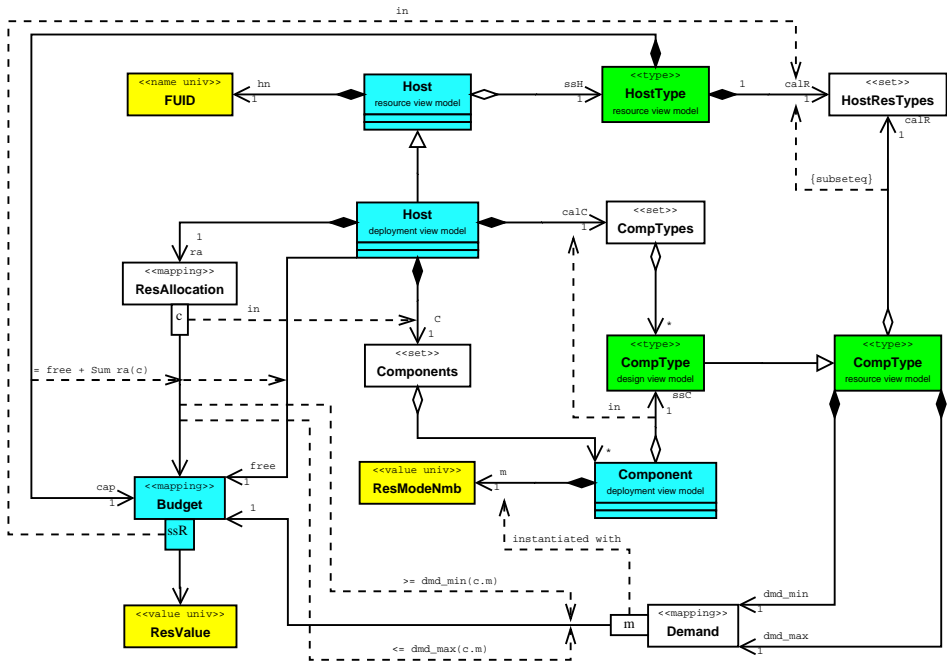 in
<<name univ>>
FUID
hn
1
Host
resource view model
ssH
1
<<type>>
HostType
resource view model
1
calR
1
<<set>>
HostResTypes
calR
1
{subseteq}
Host
deployment view model
calC
1
<<set>>
CompTypes
1
ra
<<mapping>>
ResAllocation
c
in
C
1
<<set>>
Components
*
<<type>>
CompType
design view model
<<type>>
CompType
resource view model
= free + Sum ra(c)
ssC
1
in
*
free
1
<<value univ>>
ResModeNmb
m
1
Component
deployment view model
cap
1
<<mapping>>
Budget
1
ssR
instantiated with
>= dmd_min(c.m)
dmd_min
1
<<value univ>>
ResValue
m
<<mapping>>
Demand
dmd_max
1
<= dmd_max(c.m)